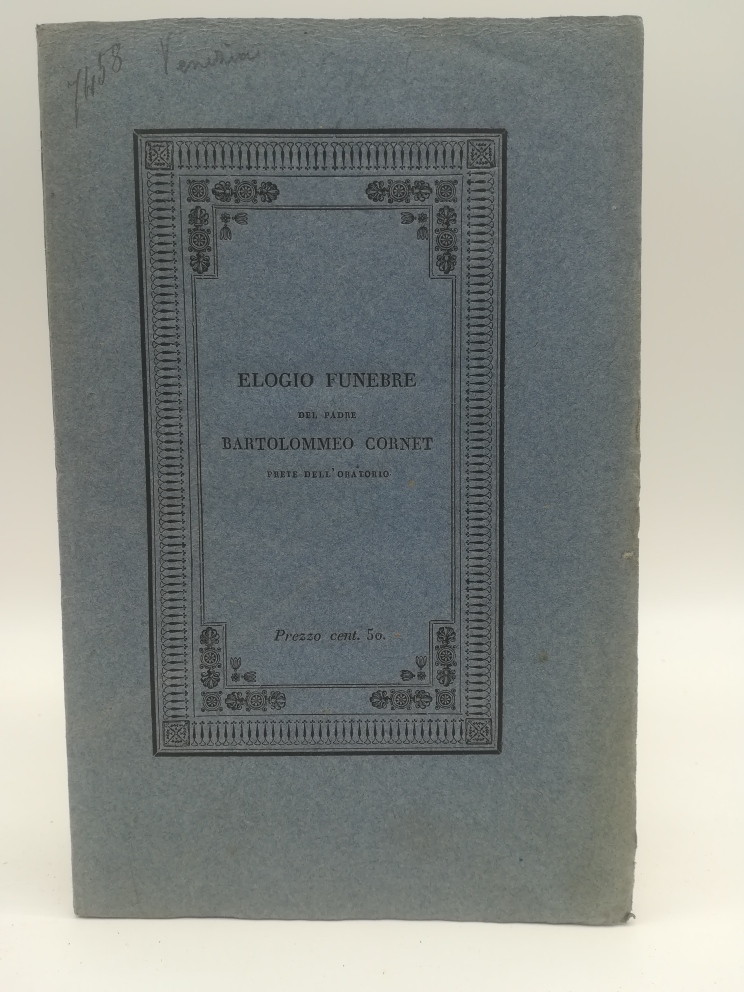 7458 Venezia
ELOGIO FUNEBRE
DEL PADRE
BARTOLOMMEO CORNET
PRETE DELL'ORATORIO
Prezzo cent. 50.